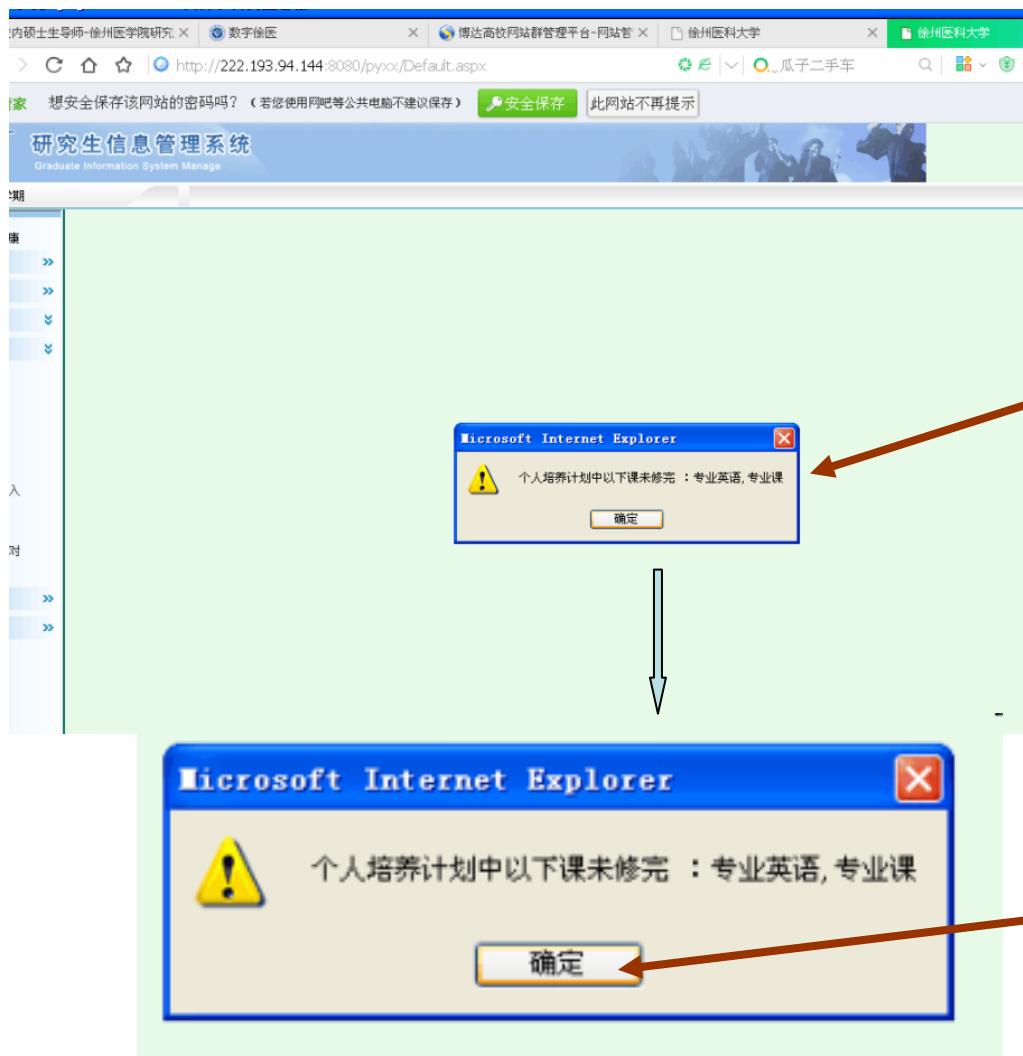 内硕士生导师-徐州医学院研究
数字徐医
博达高校网站群管理平台-网站管
徐州医科大学
徐州医科大学
http://222.193.94.144:8080/pyxx/Default.aspx
瓜子二手车
家 想安全保存该网站的密码吗？（若您使用网吧等公共电脑不建议保存） 安全保存 此网站不再提示
研究生信息管理系统
Graduate Information System Manage
学期
康
入
对
Microsoft Internet Explorer
个人培养计划中以下课未修完 ：专业英语, 专业课
确定
Microsoft Internet Explorer
个人培养计划中以下课未修完 ：专业英语, 专业课
确定